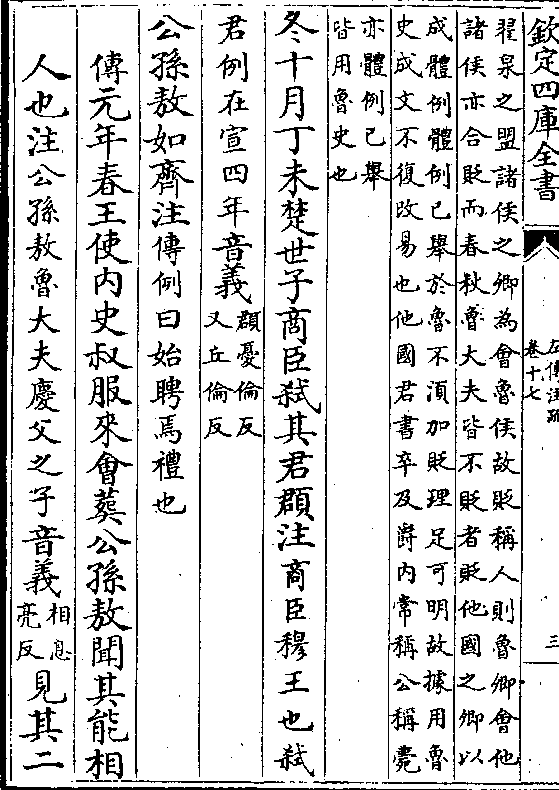 欽定四庫全書
左傳注疏
卷十七
三
翟泉之盟諸侯之卿為會魯侯故貶稱人則魯卿會他
諸侯亦合貶而春秋魯大夫皆不貶者貶他國之卿以
成體例體例已舉於魯不湏加貶理足可明故據用魯
史成文不復改易也他國君書卒及爵内常稱公稱薨
亦體例已舉
皆用魯史也
冬十月丁未楚世子商臣弑其君頵注商臣穆王也弑
君例在宣四年音義頵憂倫反又丘倫反
公孫敖如齊注傳例曰始聘焉禮也
傳元年春王使内史叔服來會葬公孫敖聞其能相
人也注公孫敖魯大夫慶父之子音義相息亮反見其二